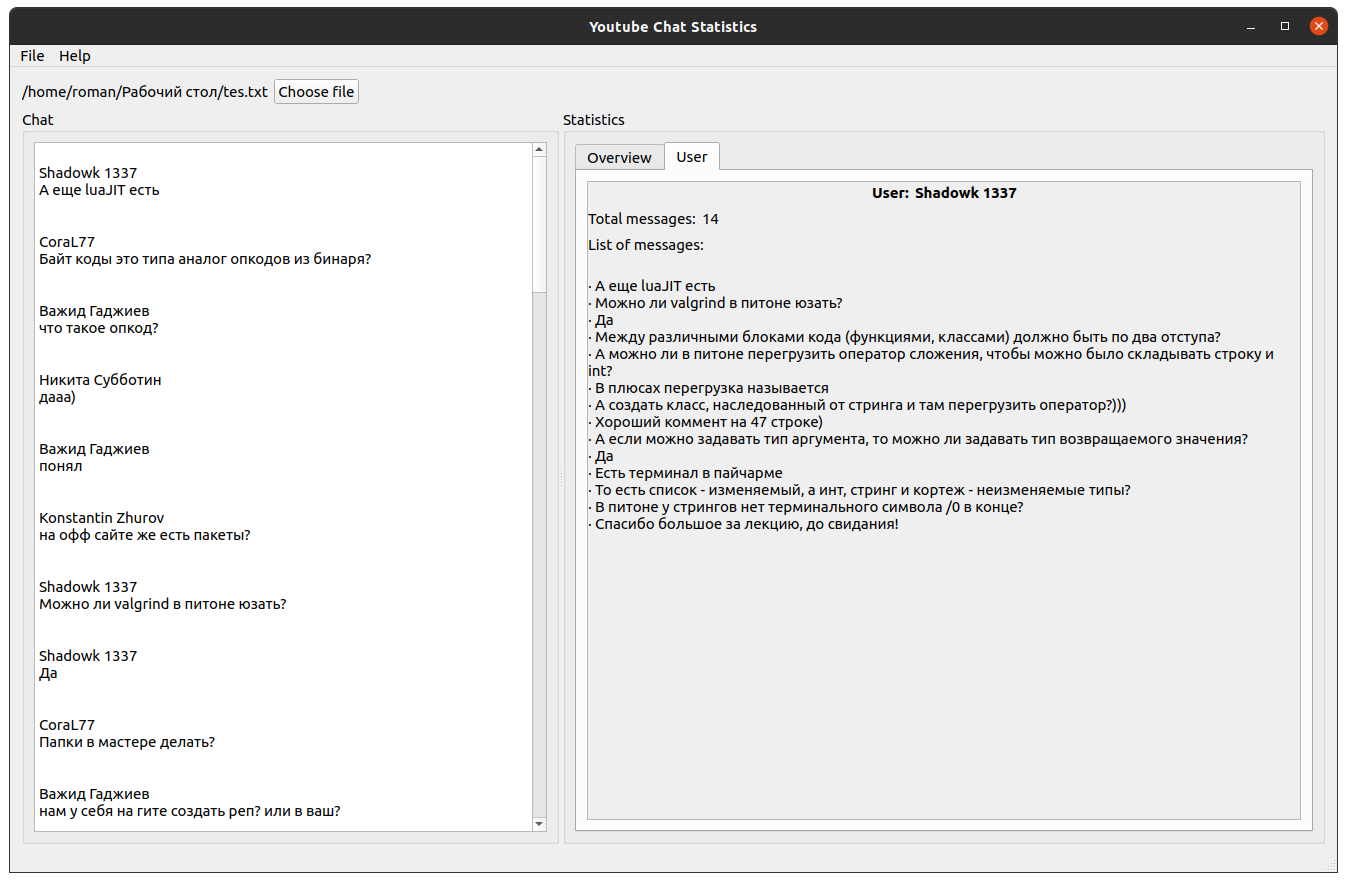 Youtube Chat Statistics
File Help
/home/roman/Рабочий стол/tes.txt Choose file
Chat
Shadowk 1337
А еще luaJIT есть
CoraL77
Байт коды это типа аналог опкодов из бинаря?
Важид Гаджиев
что такое опкод?
Никита Субботин
дааа)
Важид Гаджиев
понял
Konstantin Zhurov
на офф сайте же есть пакеты?
Shadowk 1337
Можно ли valgrind в питоне юзать?
Shadowk 1337
Да
CoraL77
Папки в мастере делать?
Важид Гаджиев
нам у себя на гите создать реп? или в ваш?
Statistics
Overview User
User: Shadowk 1337
Total messages: 14
List of messages:
· А еще luaJIT есть
· Можно ли valgrind в питоне юзать?
· Да
· Между различными блоками кода (функциями, классами) должно быть по два отступа?
· А можно ли в питоне перегрузить оператор сложения, чтобы можно было складывать строку и
int?
· В плюсах перегрузка называется
· А создать класс, наследованный от стринга и там перегрузить оператор?)))
· Хороший коммент на 47 строке)
· А если можно задавать тип аргумента, то можно ли задавать тип возвращаемого значения?
· Да
· Есть терминал в пайчарме
· То есть список - изменяемый, а инт, стринг и кортеж - неизменяемые типы?
· В питоне у стрингов нет терминального символа /0 в конце?
· Спасибо большое за лекцию, до свидания!